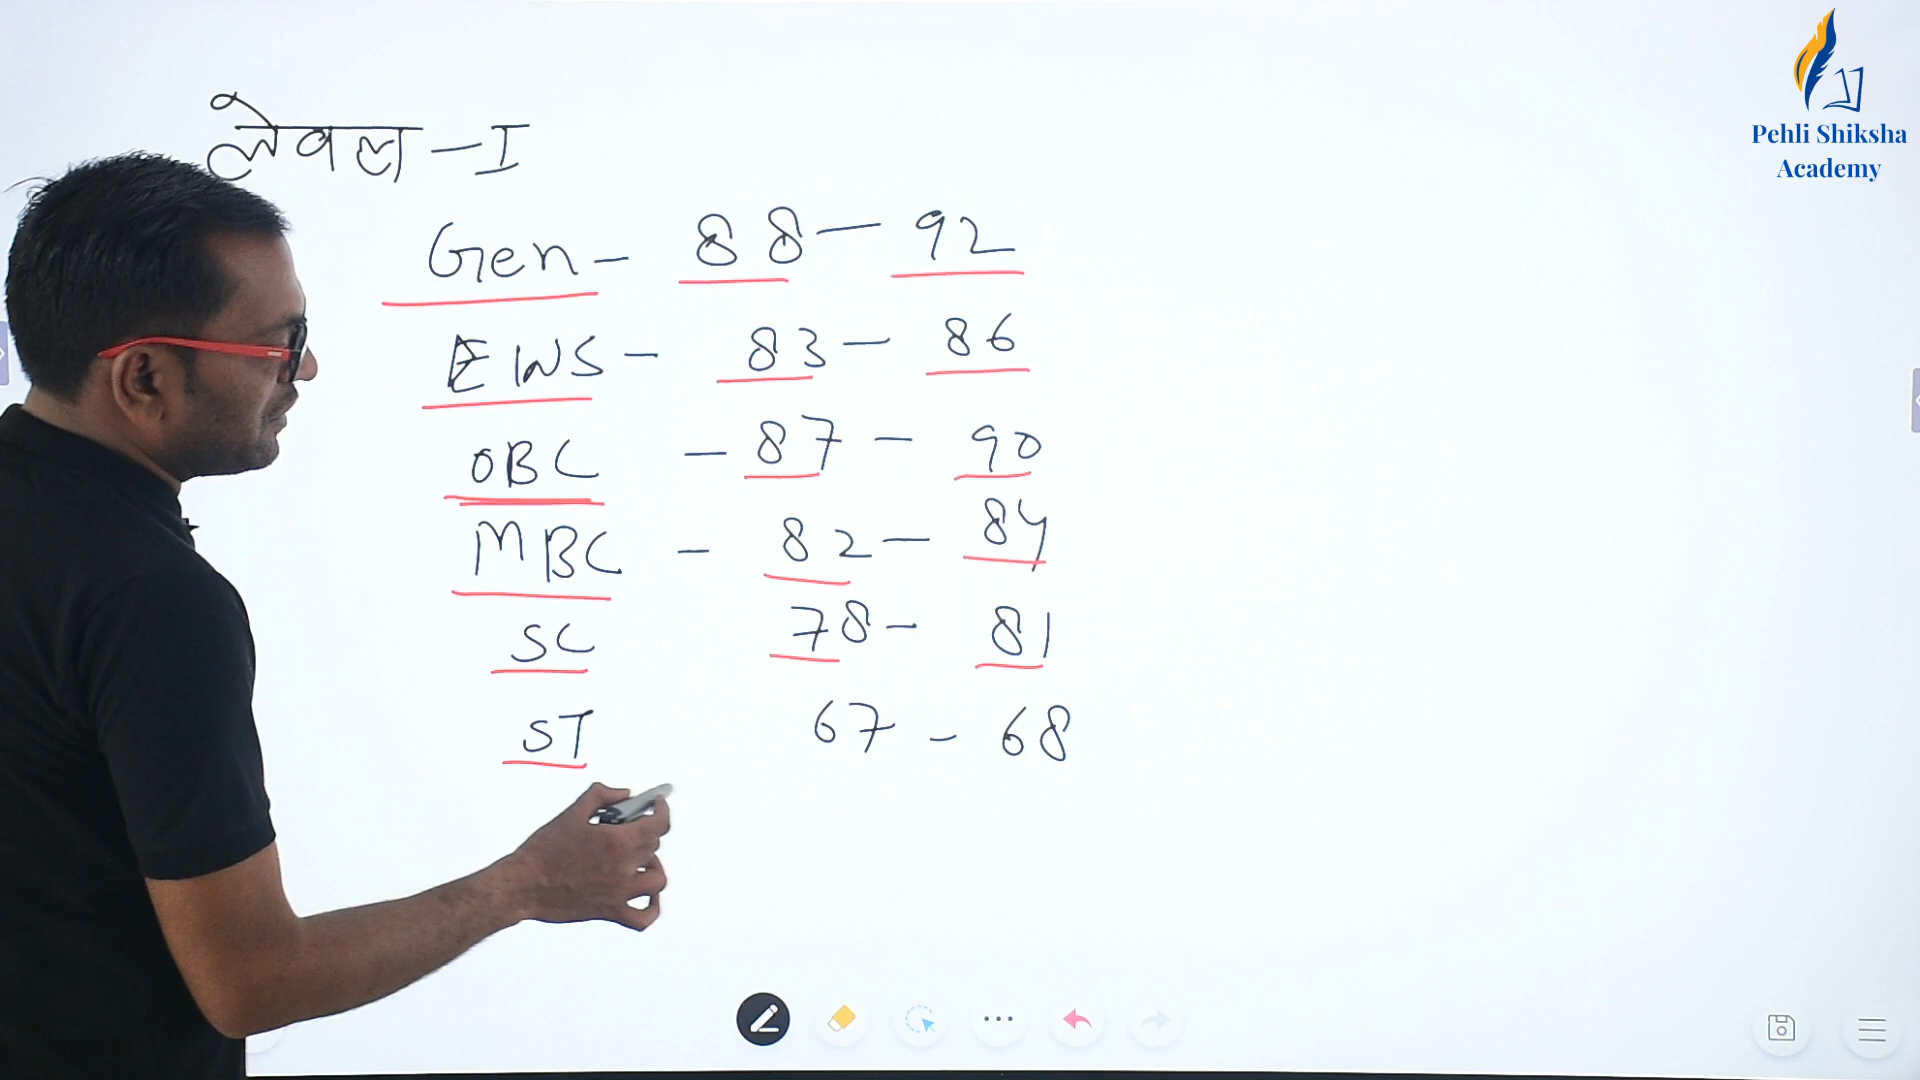 Pehli Shiksha
Academy
लेवल - I
Gen - 88 - 92
EWS - 83 - 86
OBC - 87 - 90
MBC - 82 - 84
SC 78 - 81
ST 67 - 68